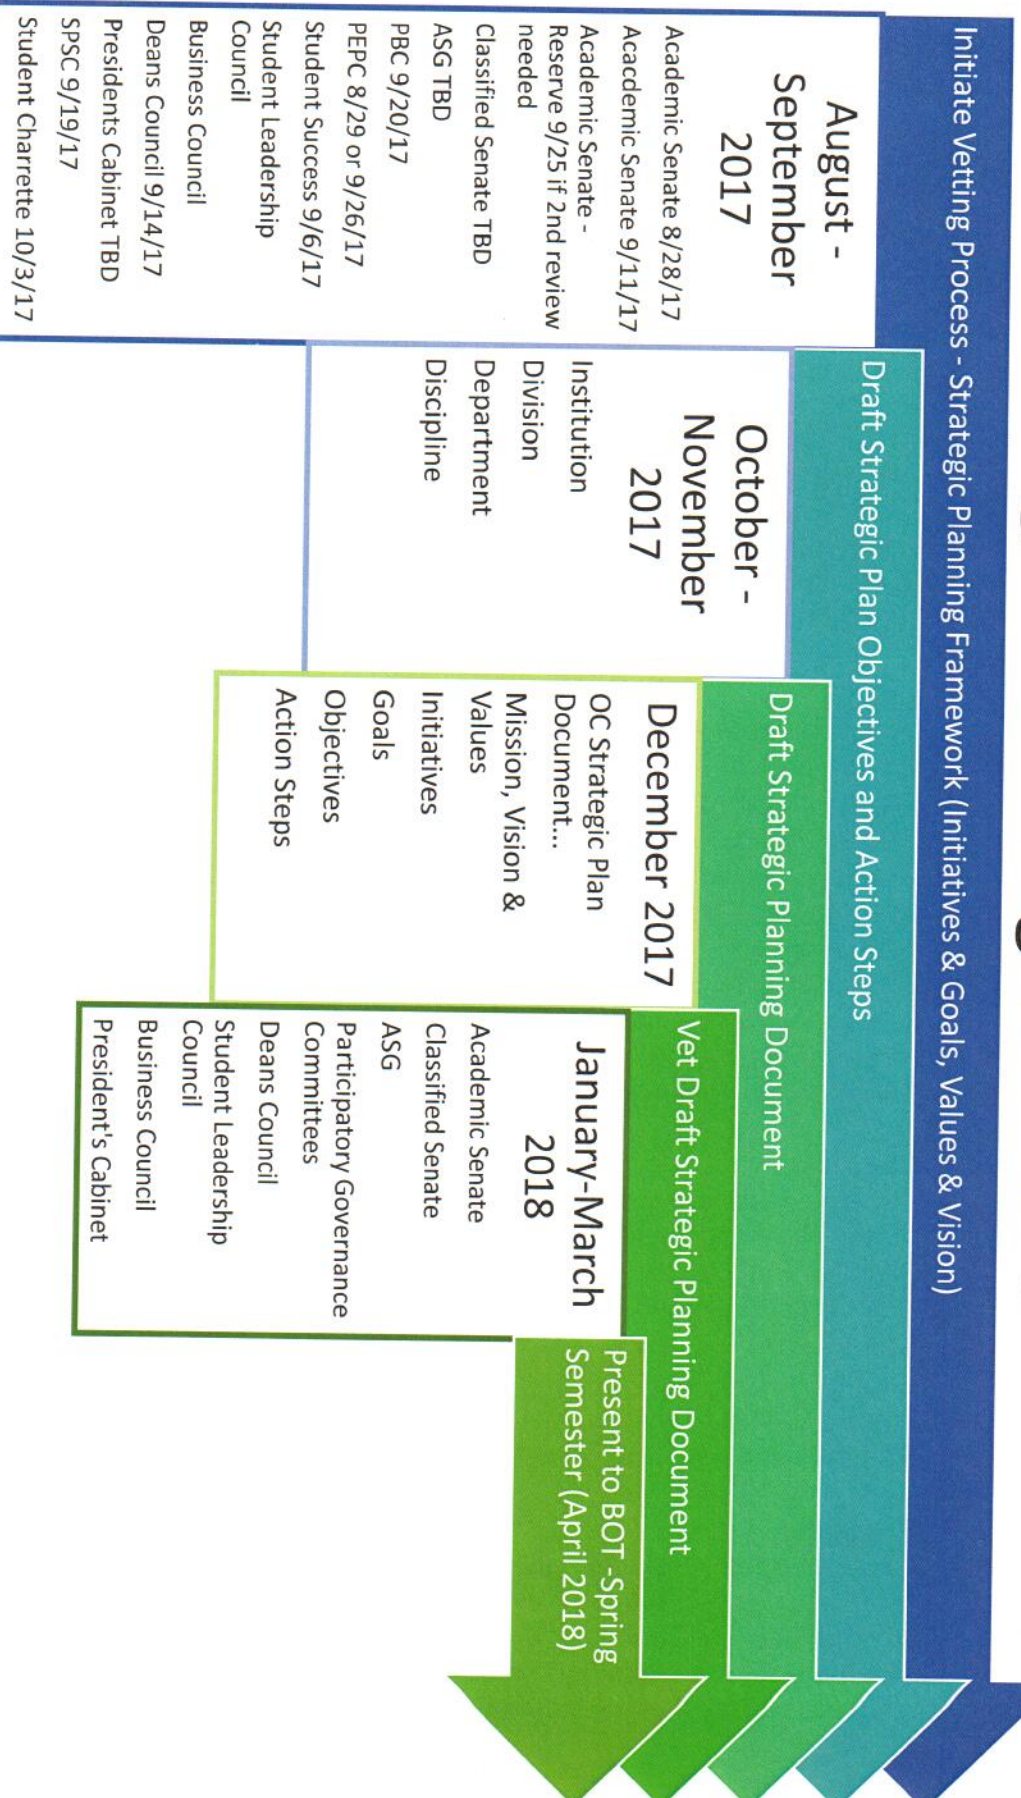 Initiate Vetting Process - Strategic Planning Framework (Initiatives & Goals, Values & Vision)
August -
September
2017
Academic Senate 8/28/17
Acacdemic Senate 9/11/17
Academic Senate -
Reserve 9/25 if 2nd review
needed
Classified Senate TBD
ASG TBD
PBC 9/20/17
PEPC 8/29 or 9/26/17
Student Success 9/6/17
Student Leadership
Council
Business Council
Deans Council 9/14/17
Presidents Cabinet TBD
SPSC 9/19/17
Student Charrette 10/3/17
Draft Strategic Plan Objectives and Action Steps
October -
November
2017
Institution
Division
Department
Discipline
Draft Strategic Planning Document
December 2017
OC Strategic Plan
Document...
Mission, Vision &
Values
Initiatives
Goals
Objectives
Action Steps
Vet Draft Strategic Planning Document
January-March
2018
Academic Senate
Classified Senate
ASG
Participatory Governance
Committees
Deans Council
Student Leadership
Council
Business Council
President's Cabinet
Present to BOT -Spring
Semester (April 2018)